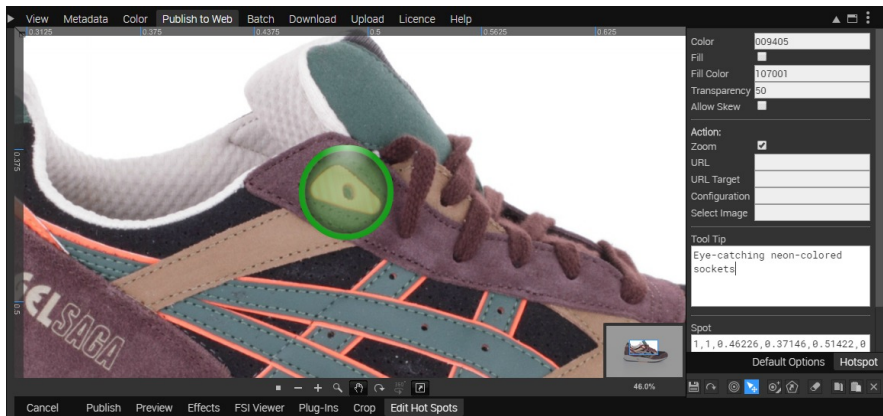 View Metadata Color Publish to Web Batch Download Upload Licence Help
0.3125 0.375 0.4375 0.5 0.5625 0.625
0.375
0.5
GEL
SAGA
Color 009405
Fill
Fill Color 107001
Transparency 50
Allow Skew
Action:
Zoom
URL
URL Target
Configuration
Select Image
Tool Tip
Eye-catching neon-colored
sockets
Spot
1,1,0.46226,0.37146,0.51422,0
Default Options Hotspot
46.0%
Cancel Publish Preview Effects FSI Viewer Plug-Ins Crop Edit Hot Spots